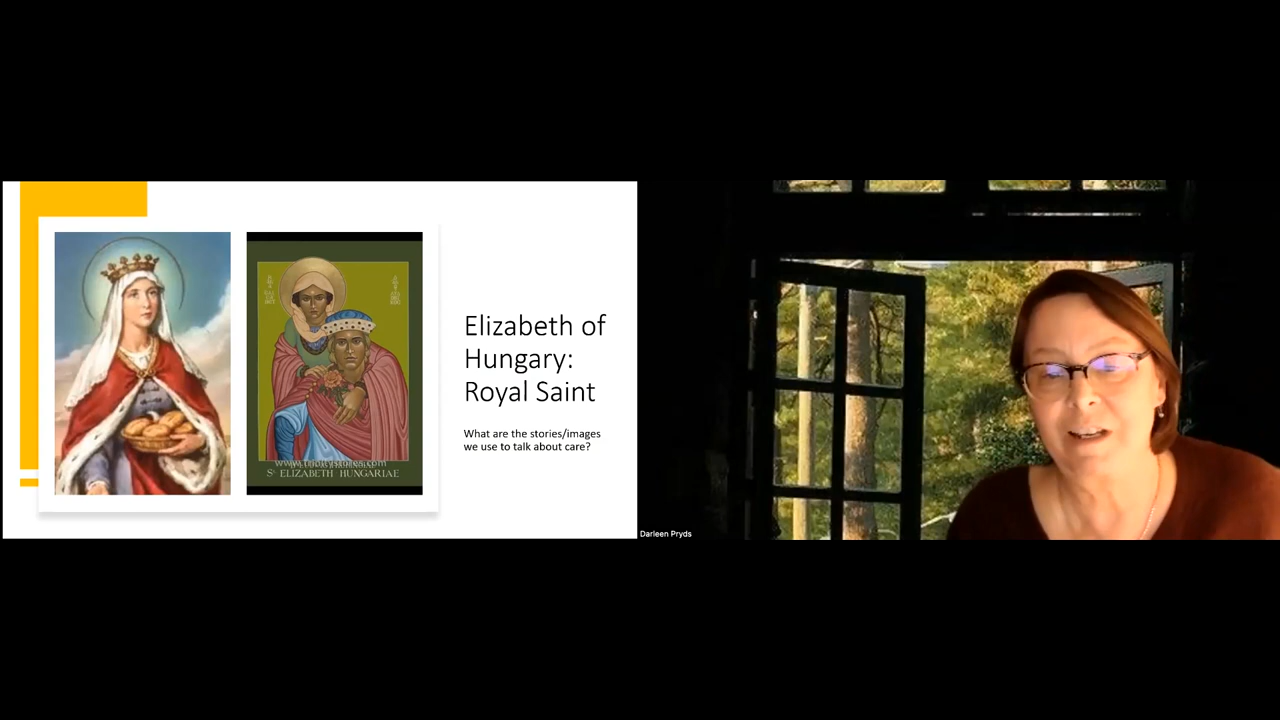 Elizabeth of
Hungary:
Royal Saint
What are the stories/images
we use to talk about care?
ST ELIZABETH HUNGARIAE
Darleen Pryds